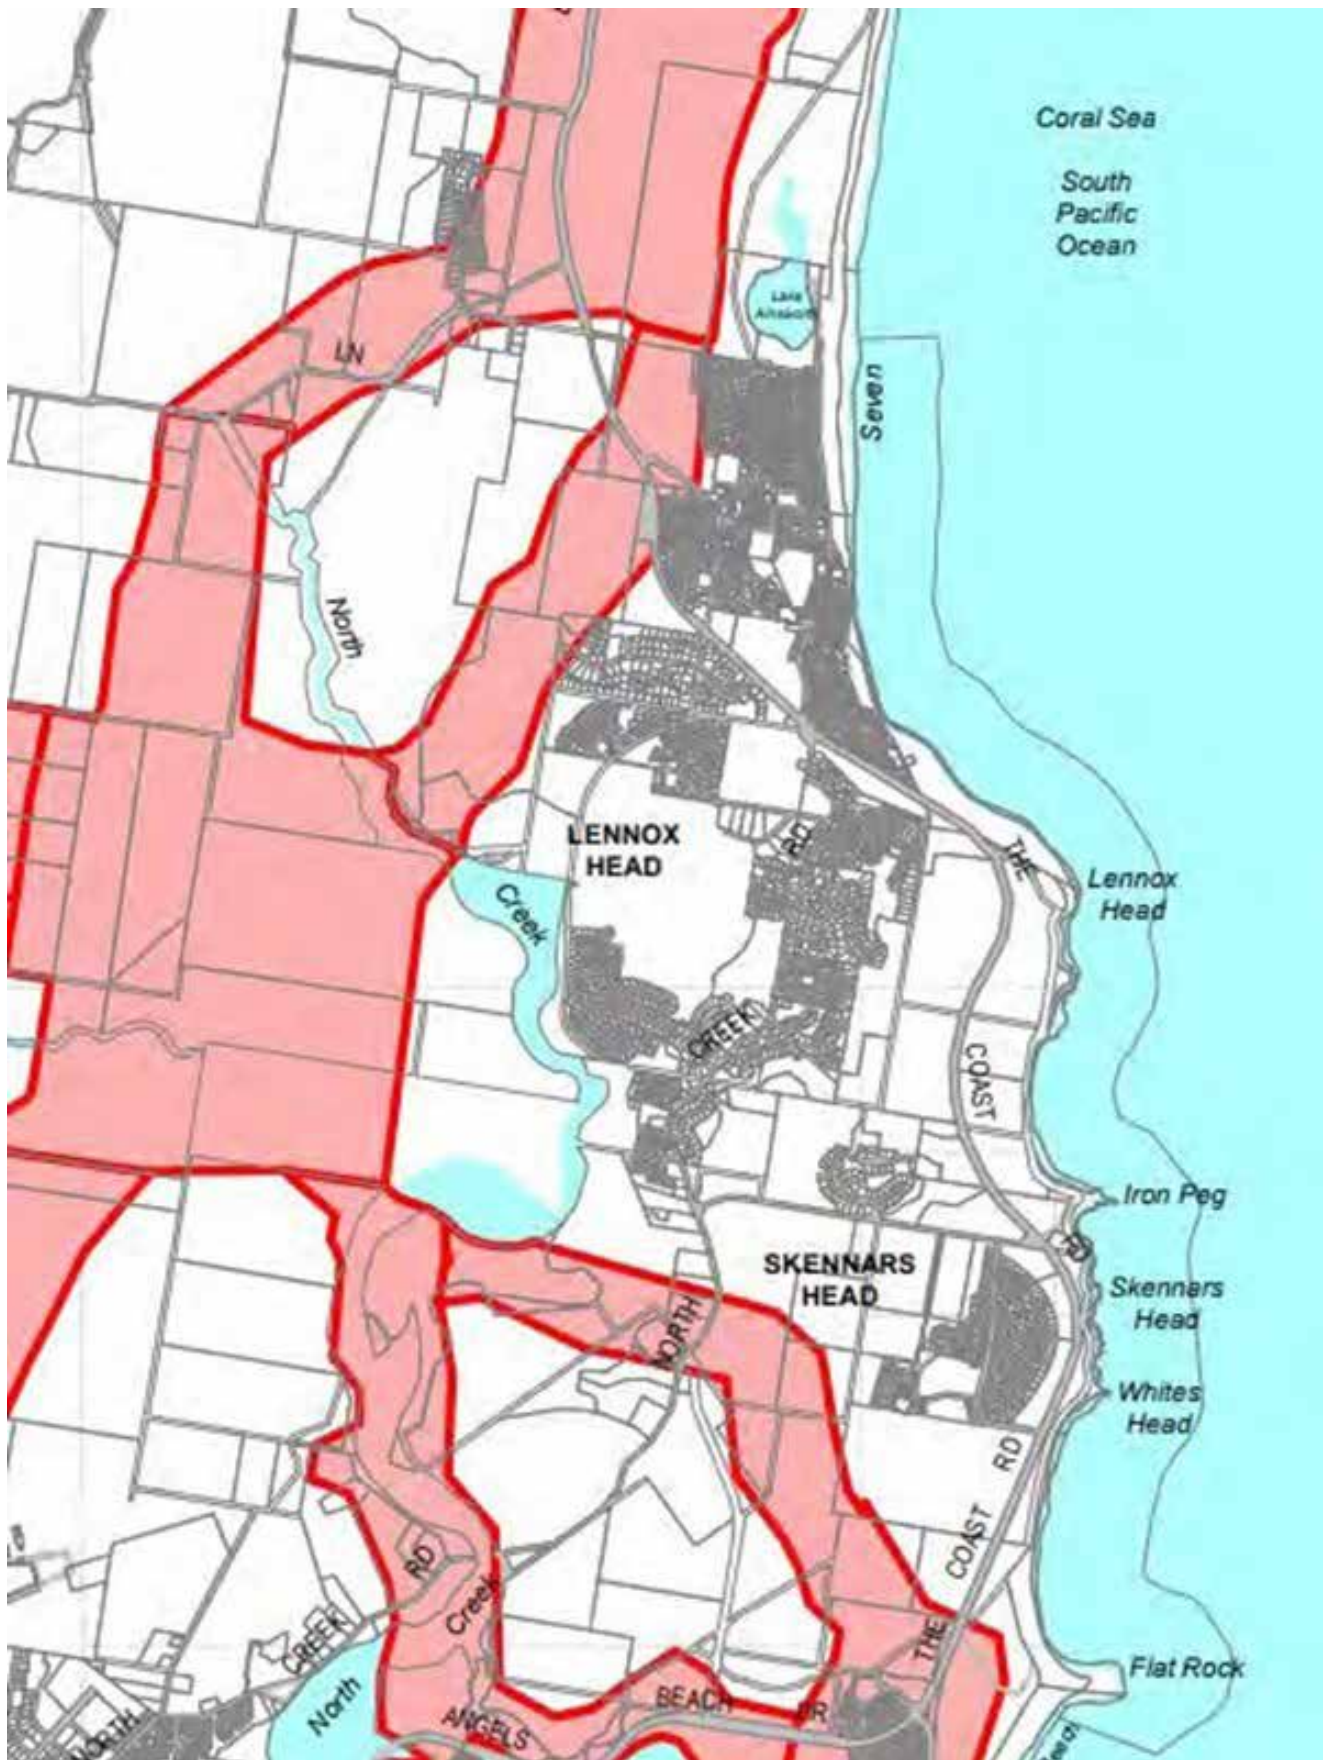 Coral Sea
South
Pacific
Ocean
Lake
LN
Seven
North
LENNOX
HEAD
RD
THE
Lennox
Head
Creek
CREEK
COAST
Iron Peg
RD
SKENNARS
HEAD
Skennars
Head
NORTH
Whites
Head
RD
COAST
RD
Creek
CREEK
THE
Flat Rock
North
BEACH
DR
ANGELS
NORTH